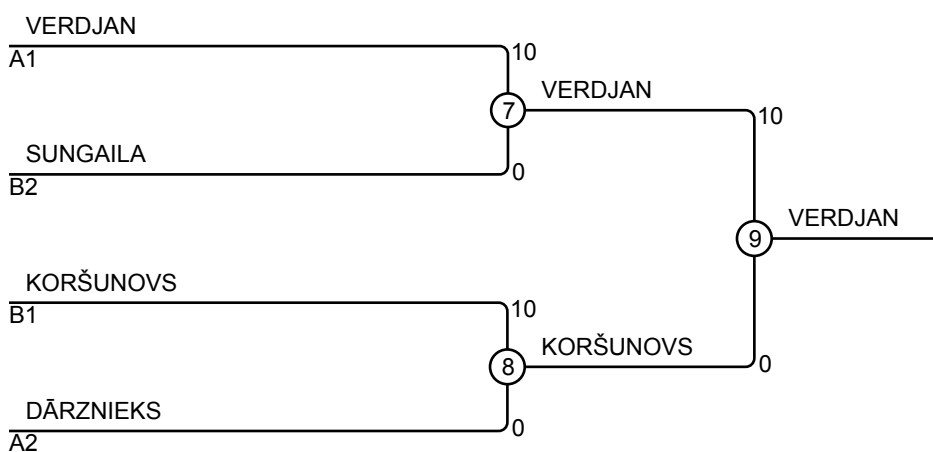 VERDJAN
A1
10
7
VERDJAN
10
SUNGAILA
B2
0
9
VERDJAN
KORŠUNOVS
B1
10
8
KORŠUNOVS
0
DĀRZNIEKS
A2
0